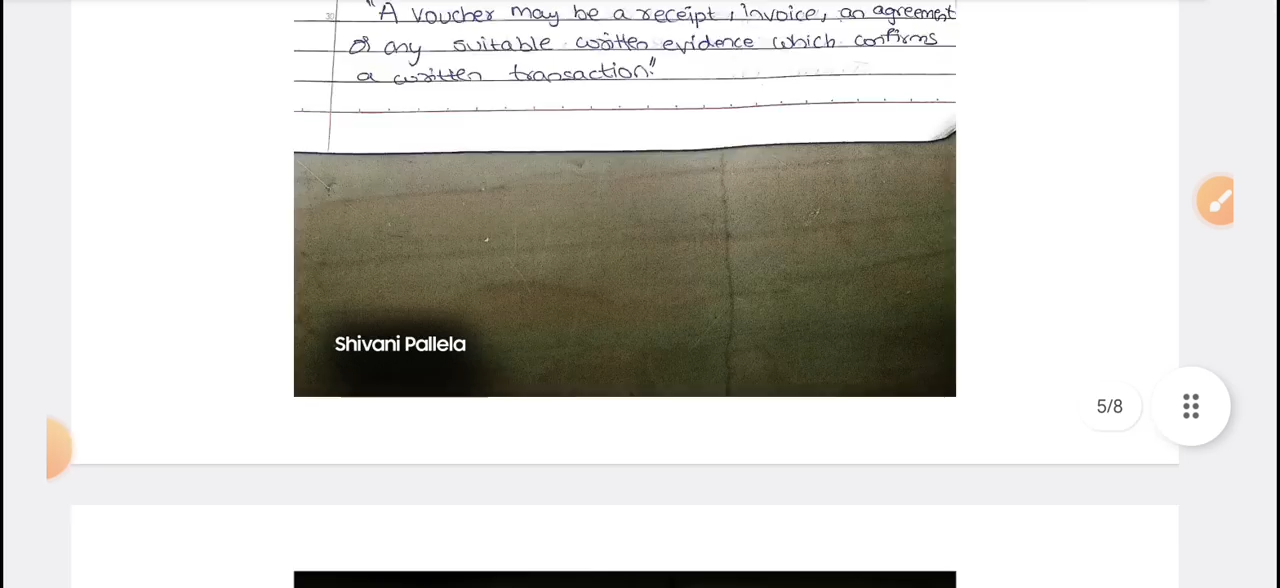 30
"A voucher may be a receipt, invoice, an agreement
or any suitable written evidence which confirms
a written transaction."
Shivani Pallela
5/8